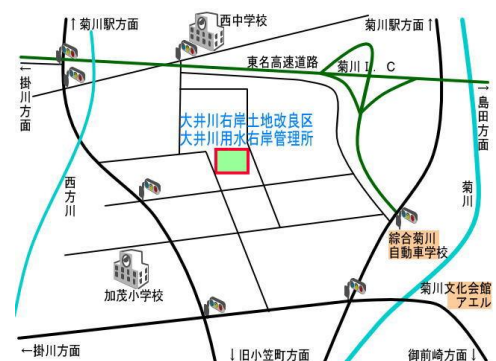 ↑菊川駅方面
西中学校
菊川駅方面↑
東名高速道路
菊川I．C
←掛川方面
→島田方面
大井川右岸土地改良区
大井川用水右岸管理所
西方川
菊川
綜合菊川
自動車学校
加茂小学校
菊川文化会館
アエル
←掛川方面
↓旧小笠町方面
御前崎方面↓